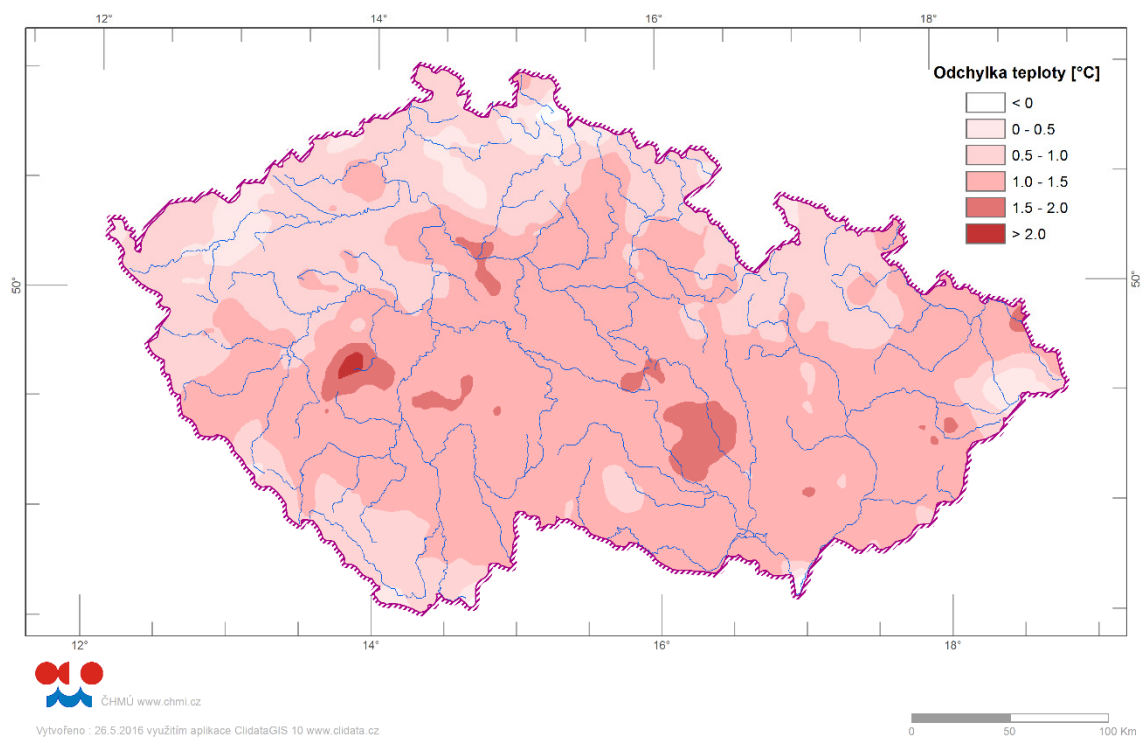 12° 14° 16° 18°
Odchylka teploty [°C]
< 0
0 - 0.5
0.5 - 1.0
1.0 - 1.5
1.5 - 2.0
> 2.0
50° 50°
12° 14° 16° 18°
ČHMÚ www.chmi.cz
Vytvořeno : 26.5.2016 využitím aplikace ClidataGIS 10 www.clidata.cz
0 50 100 Km